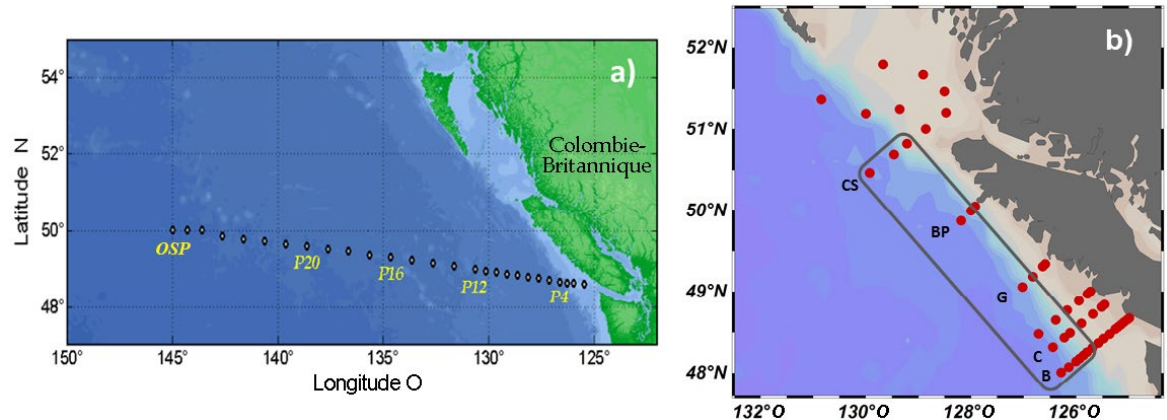 a)
Latitude N
54°
52°
50°
48°
Colombie-
Britannique
OSP
P20
P16
P12
P4
150°
145°
140°
135°
130°
125°
Longitude O
b)
52°N
51°N
50°N
49°N
48°N
CS
BP
G
C
B
132°O
130°O
128°O
126°O